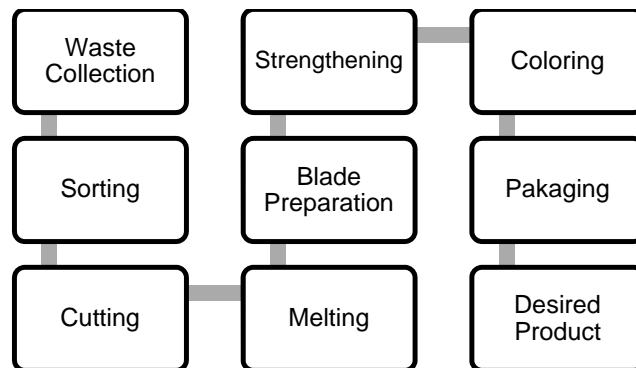 Waste
Collection
Sorting
Cutting
Melting
Blade
Preparation
Strengthening
Coloring
Pakaging
Desired
Product